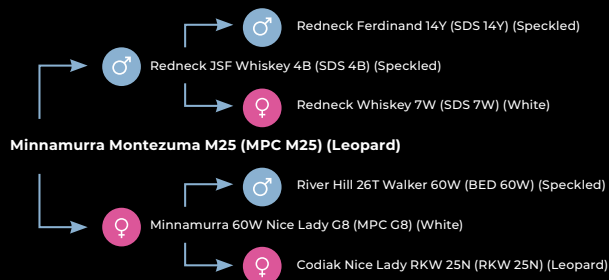 Redneck Ferdinand 14Y (SDS 14Y) (Speckled)
Redneck JSF Whiskey 4B (SDS 4B) (Speckled)
Redneck Whiskey 7W (SDS 7W) (White)
Minnamurra Montezuma M25 (MPC M25) (Leopard)
River Hill 26T Walker 60W (BED 60W) (Speckled)
Minnamurra 60W Nice Lady G8 (MPC G8) (White)
Codiak Nice Lady RKW 25N (RKW 25N) (Leopard)